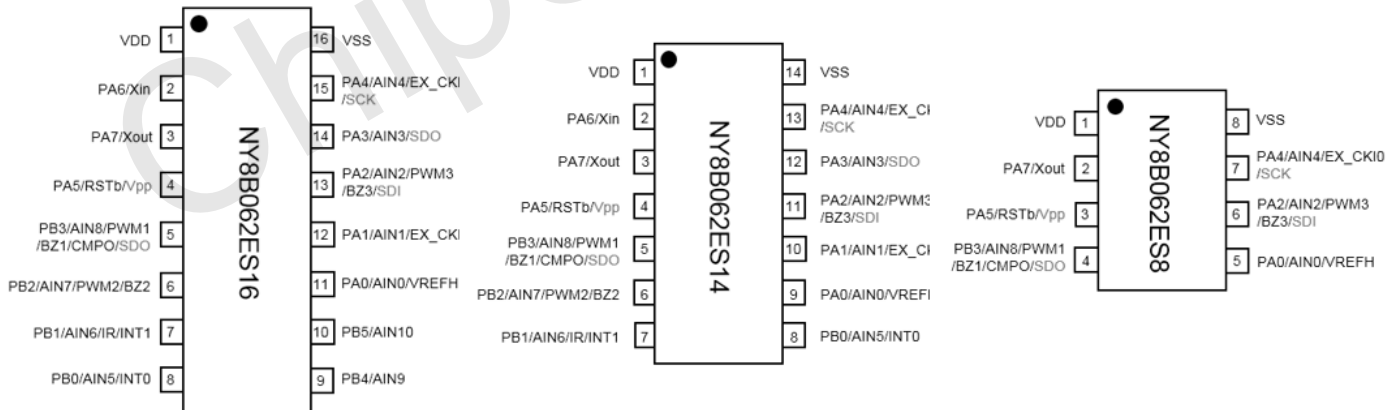 Chip
VDD 1
16 VSS
PA6/Xin 2
15 PA4/AIN4/EX_CKI
/SCK
PA7/Xout 3
14 PA3/AIN3/SDO
PA5/RSTb/Vpp 4
13 PA2/AIN2/PWM3
/BZ3/SDI
PB3/AIN8/PWM1
/BZ1/CMPO/SDO 5
12 PA1/AIN1/EX_CKI
PB2/AIN7/PWM2/BZ2 6
11 PA0/AIN0/VREFH
PB1/AIN6/IR/INT1 7
10 PB5/AIN10
PB0/AIN5/INT0 8
9 PB4/AIN9
NY8B062ES16
VDD 1
14 VSS
PA6/Xin 2
13 PA4/AIN4/EX_CK
/SCK
PA7/Xout 3
12 PA3/AIN3/SDO
PA5/RSTb/Vpp 4
11 PA2/AIN2/PWM3
/BZ3/SDI
PB3/AIN8/PWM1
/BZ1/CMPO/SDO 5
10 PA1/AIN1/EX_CK
PB2/AIN7/PWM2/BZ2 6
9 PA0/AIN0/VREF
PB1/AIN6/IR/INT1 7
8 PB0/AIN5/INT0
NY8B062ES14
VDD 1
8 VSS
PA7/Xout 2
7 PA4/AIN4/EX_CKI0
/SCK
PA5/RSTb/Vpp 3
6 PA2/AIN2/PWM3
/BZ3/SDI
PB3/AIN8/PWM1
/BZ1/CMPO/SDO 4
5 PA0/AIN0/VREFH
NY8B062ES8